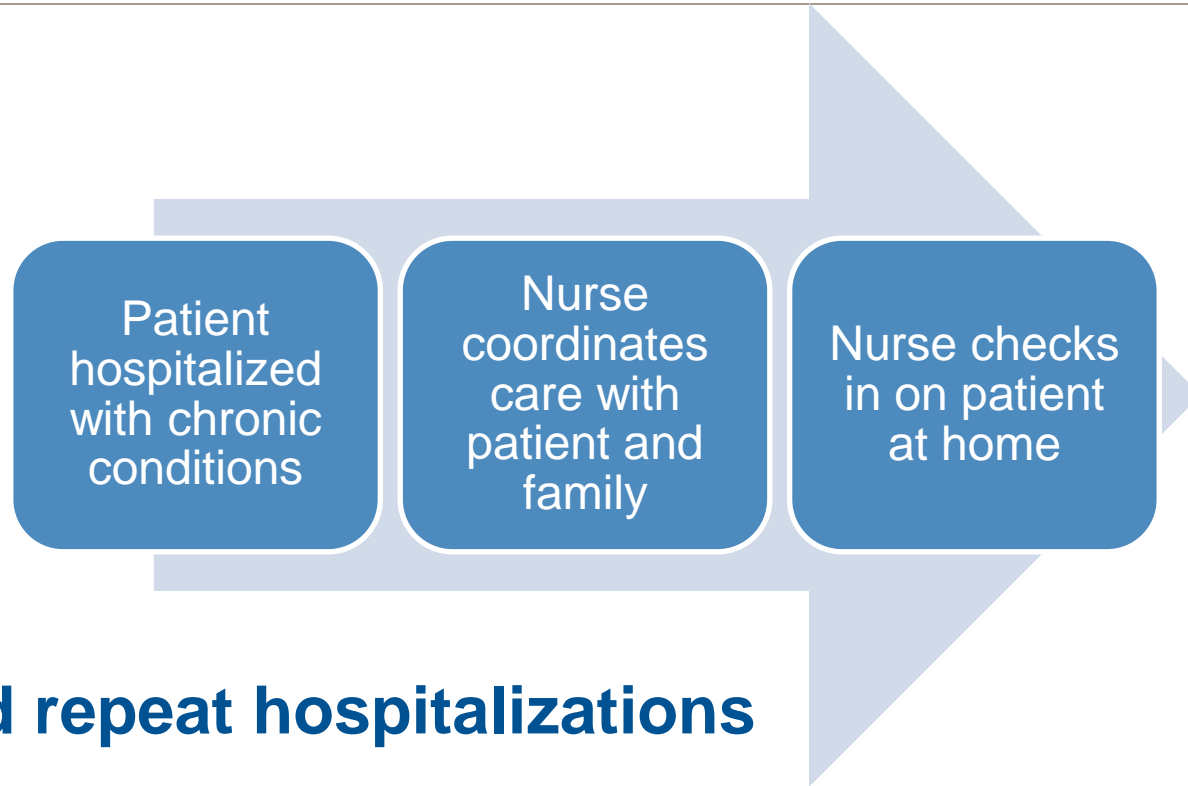 Patient
hospitalized
with chronic
conditions
Nurse
coordinates
care with
patient and
family
Nurse checks
in on patient
at home
repeat hospitalizations